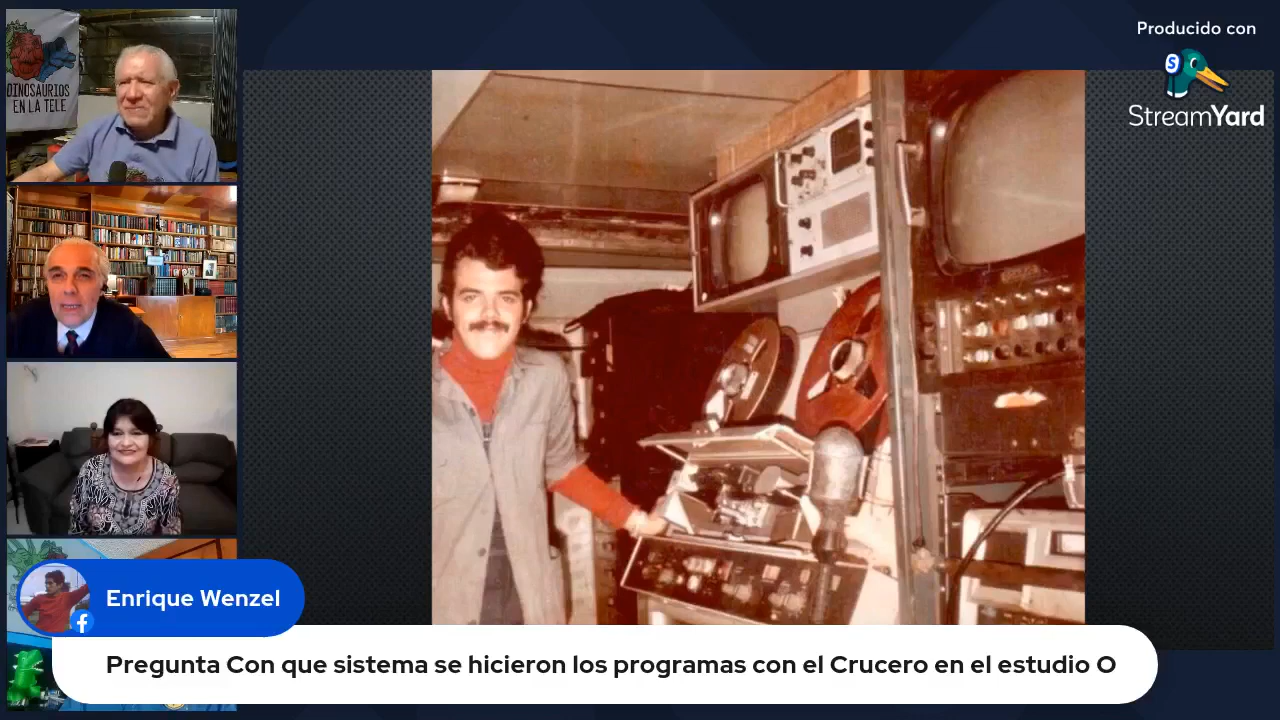 Producido con
StreamYard
DINOSAURIOS
EN LA TELE
Enrique Wenzel
Pregunta Con que sistema se hicieron los programas con el Crucero en el estudio O